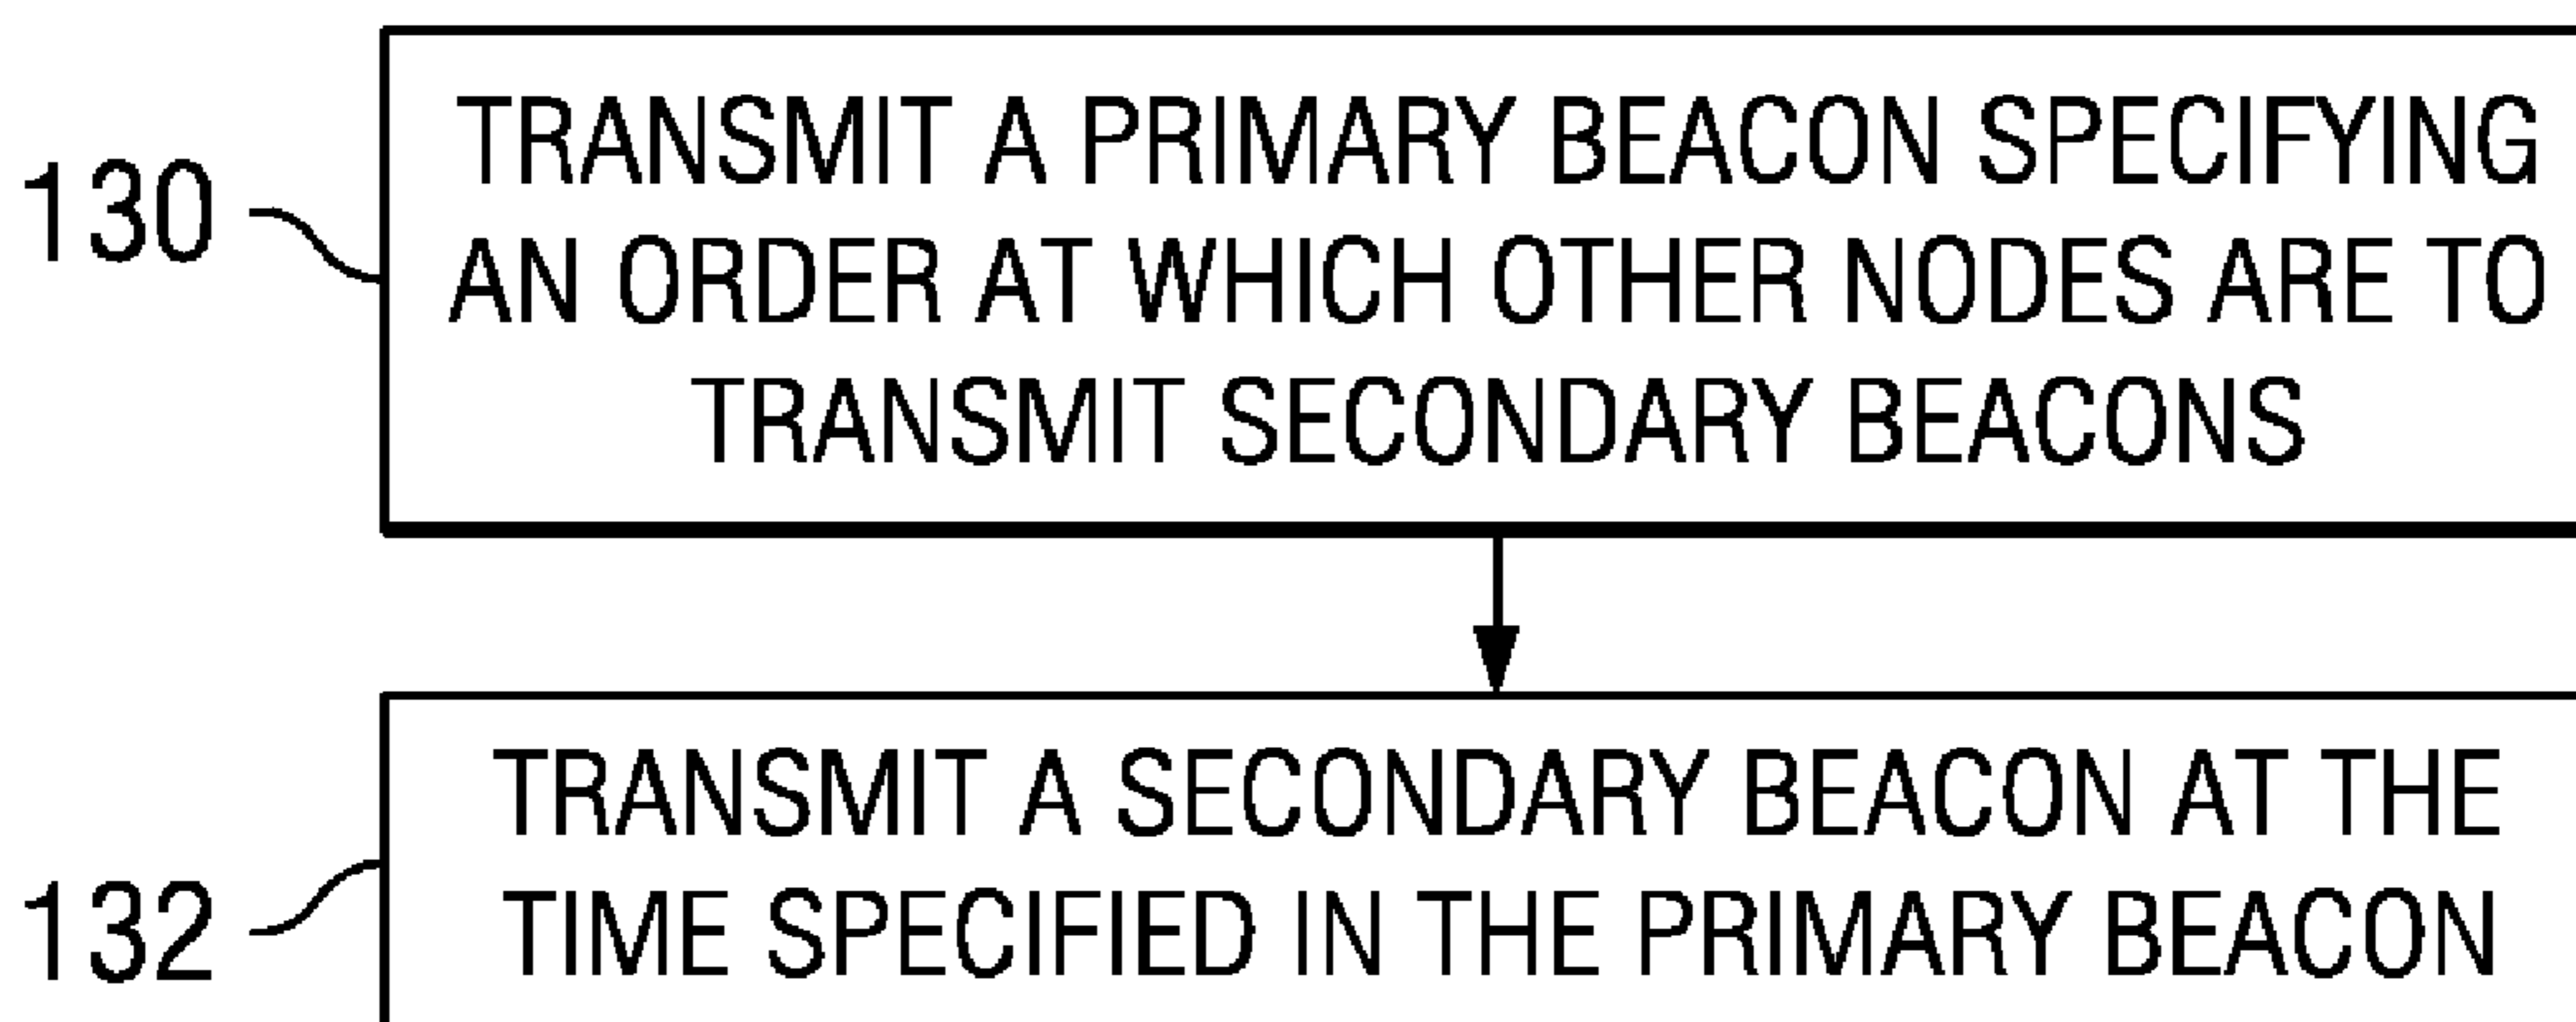 130
TRANSMIT A PRIMARY BEACON SPECIFYING
AN ORDER AT WHICH OTHER NODES ARE TO
TRANSMIT SECONDARY BEACONS
132
TRANSMIT A SECONDARY BEACON AT THE
TIME SPECIFIED IN THE PRIMARY BEACON